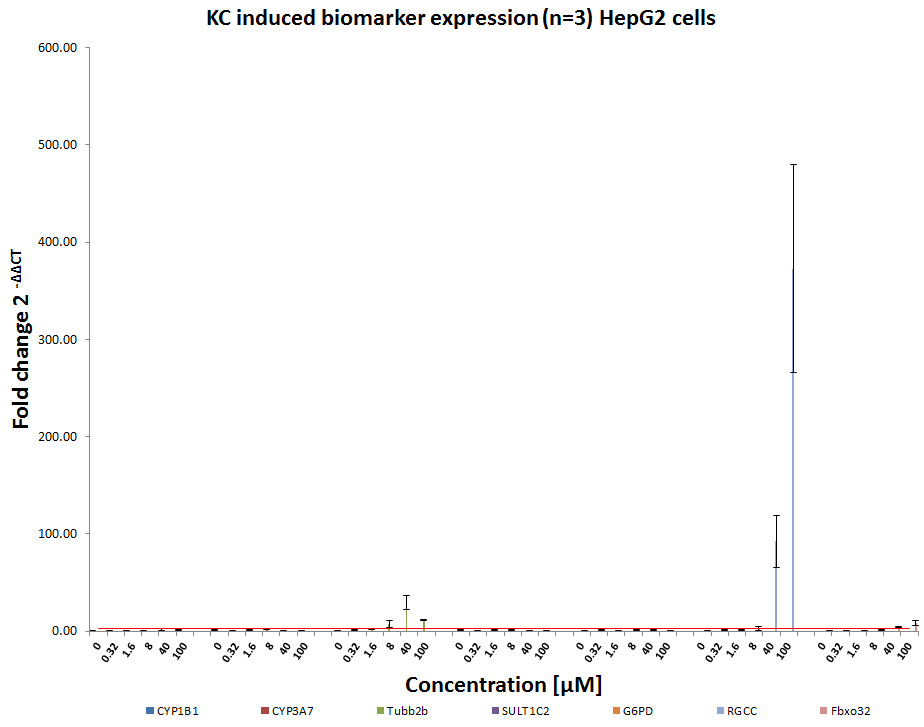 KC induced biomarker expression (n=3) HepG2 cells
600.00
500.00
400.00
300.00
200.00
100.00
0.00
Fold change 2 -ΔΔCT
0 0.32 1.6 8 40 100 0 0.32 1.6 8 40 100 0 0.32 1.6 8 40 100 0 0.32 1.6 8 40 100 0 0.32 1.6 8 40 100 0 0.32 1.6 8 40 100 0 0.32 1.6 8 40 100
Concentration [μM]
CYP1B1 CYP3A7 Tubb2b SULT1C2 G6PD RGCC Fbxo32